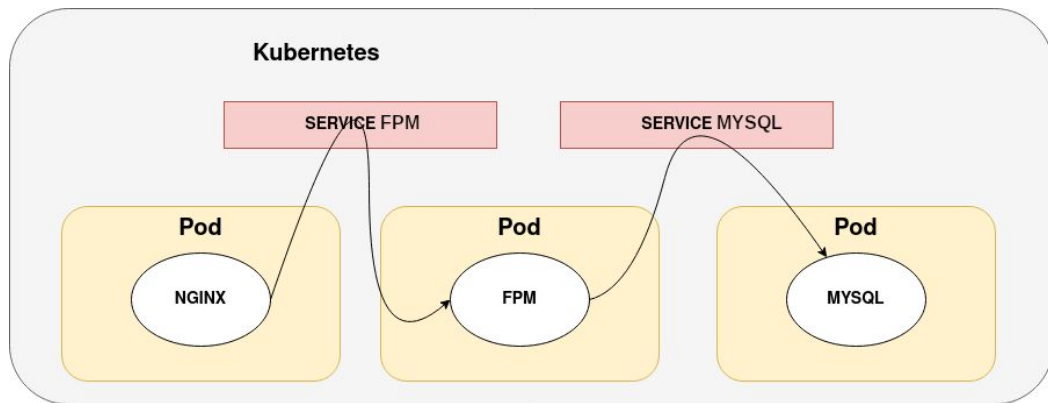 Kubernetes
SERVICE FPM
SERVICE MYSQL
Pod
Pod
Pod
NGINX
FPM
MYSQL